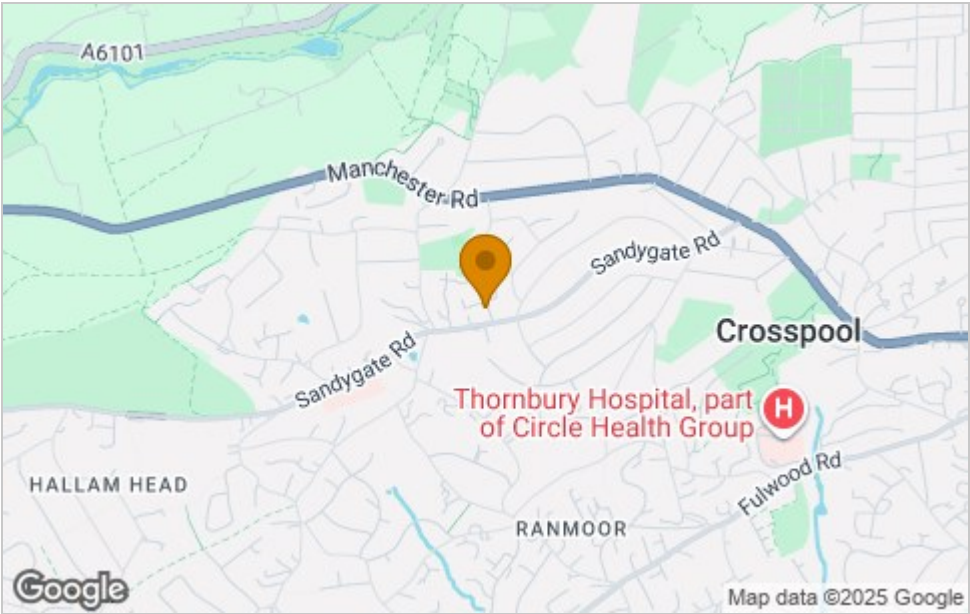 A6101
Manchester Rd
Sandygate Rd
Crosspool
Sandygate Rd
Thornbury Hospital, part
of Circle Health Group
H
Fulwood Rd
HALLAM HEAD
RANMOOR
Google
Map data ©2025 Google